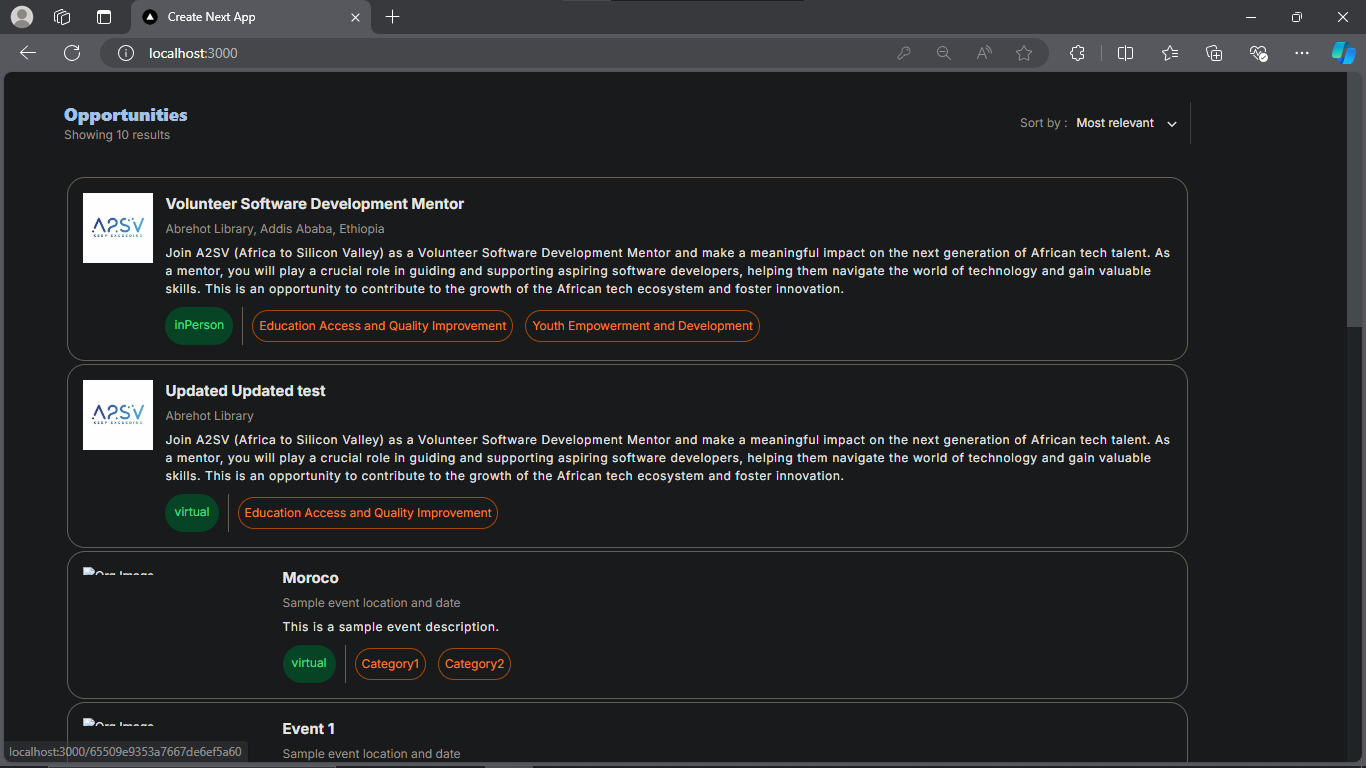 Create Next App
localhost:3000
Opportunities
Showing 10 results
Sort by : Most relevant
A2SV
KEEP EXCEEDING
Volunteer Software Development Mentor
Abrehot Library, Addis Ababa, Ethiopia
Join A2SV (Africa to Silicon Valley) as a Volunteer Software Development Mentor and make a meaningful impact on the next generation of African tech talent. As
a mentor, you will play a crucial role in guiding and supporting aspiring software developers, helping them navigate the world of technology and gain valuable
skills. This is an opportunity to contribute to the growth of the African tech ecosystem and foster innovation.
inPerson Education Access and Quality Improvement Youth Empowerment and Development
A2SV
KEEP EXCEEDING
Updated Updated test
Abrehot Library
Join A2SV (Africa to Silicon Valley) as a Volunteer Software Development Mentor and make a meaningful impact on the next generation of African tech talent. As
a mentor, you will play a crucial role in guiding and supporting aspiring software developers, helping them navigate the world of technology and gain valuable
skills. This is an opportunity to contribute to the growth of the African tech ecosystem and foster innovation.
virtual Education Access and Quality Improvement
Org Image
Moroco
Sample event location and date
This is a sample event description.
virtual Category1 Category2
Org Image
Event 1
Sample event location and date
localhost:3000/65509e9353a7667de6ef5a60